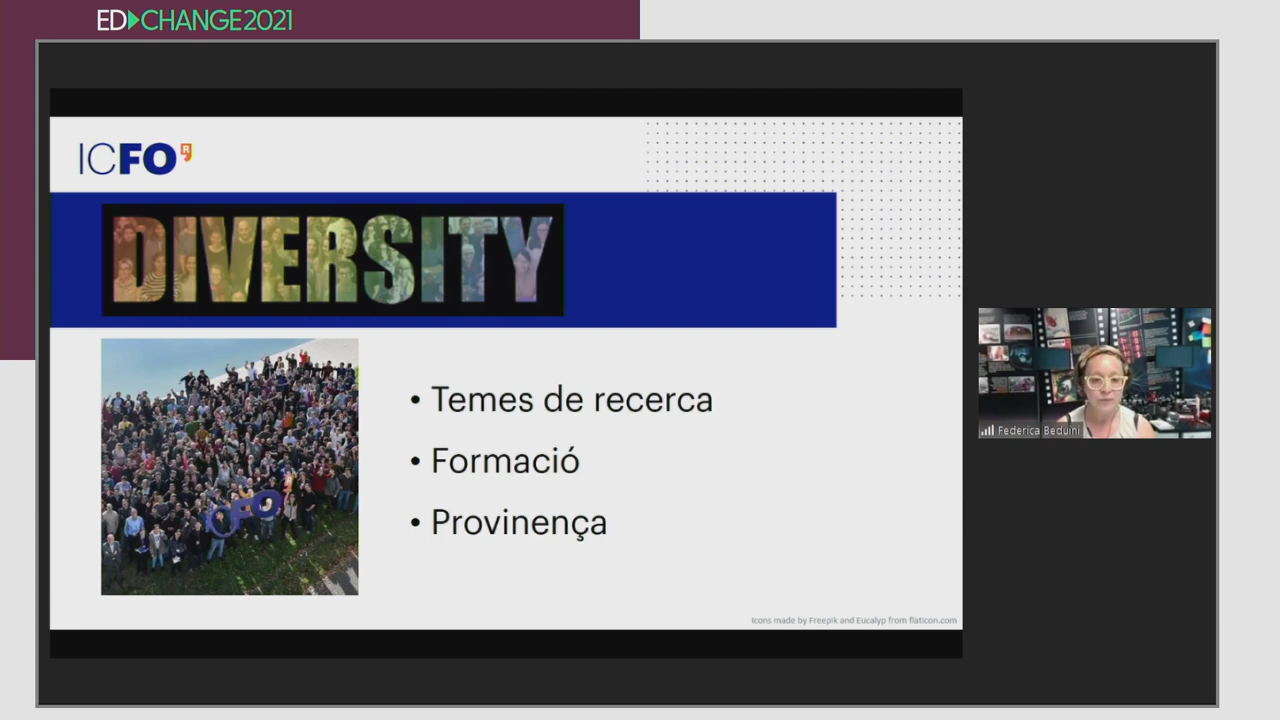 ED CHANGE2021
ICFO R
DIVERSITY
ICFO
• Temes de recerca
• Formació
• Provinença
Icons made by Freepik and Eucalyp from flaticon.com
Federica Beduini